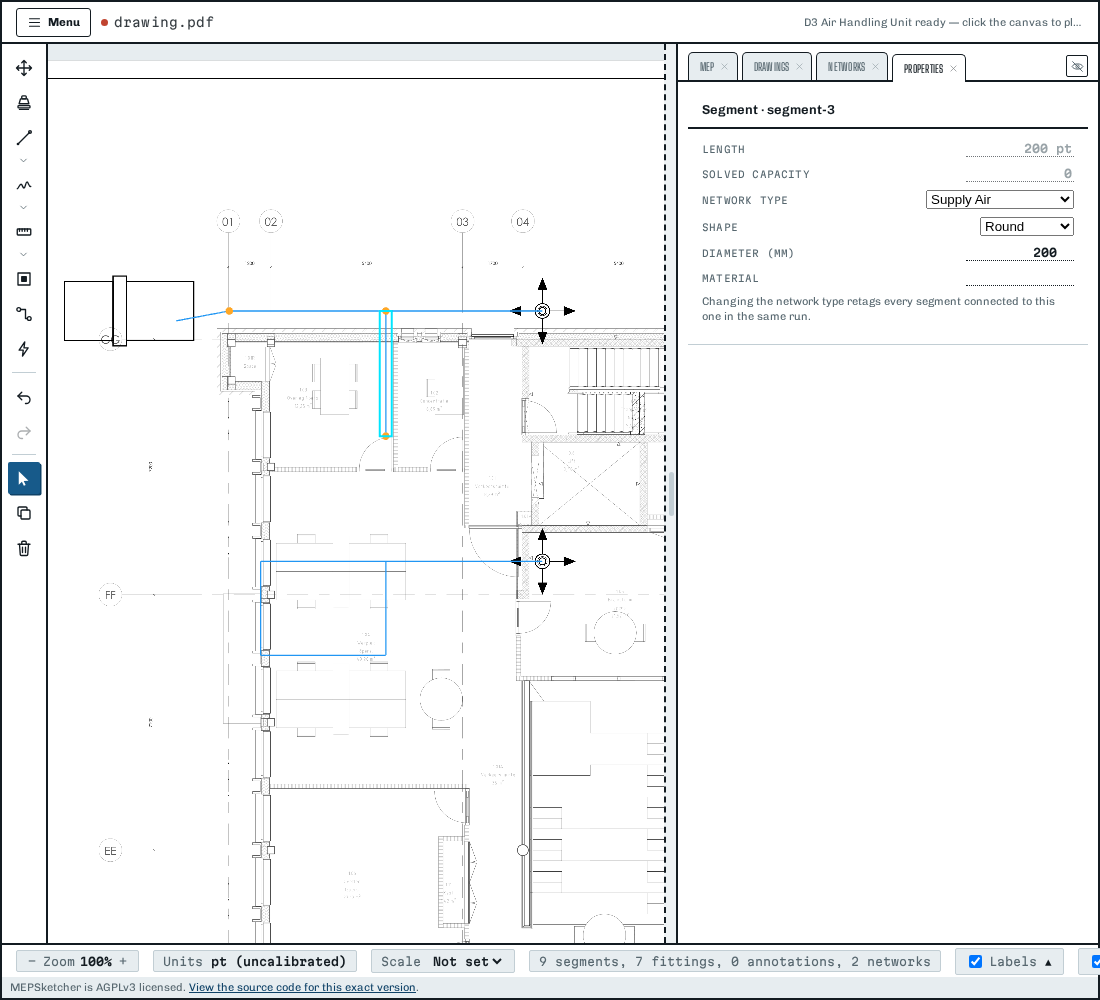 Menu
drawing.pdf
D3 Air Handling Unit ready — click the canvas to pl...
MEP
DRAWINGS
NETWORKS
PROPERTIES
Segment · segment-3
LENGTH 200 pt
SOLVED CAPACITY 0
NETWORK TYPE Supply Air
SHAPE Round
DIAMETER (MM) 200
MATERIAL
Changing the network type retags every segment connected to this
one in the same run.
01 02 03 04
GG
FF
EE
− Zoom 100% +
Units pt (uncalibrated)
Scale Not set
9 segments, 7 fittings, 0 annotations, 2 networks
Labels ▲
MEPSketcher is AGPLv3 licensed. View the source code for this exact version.